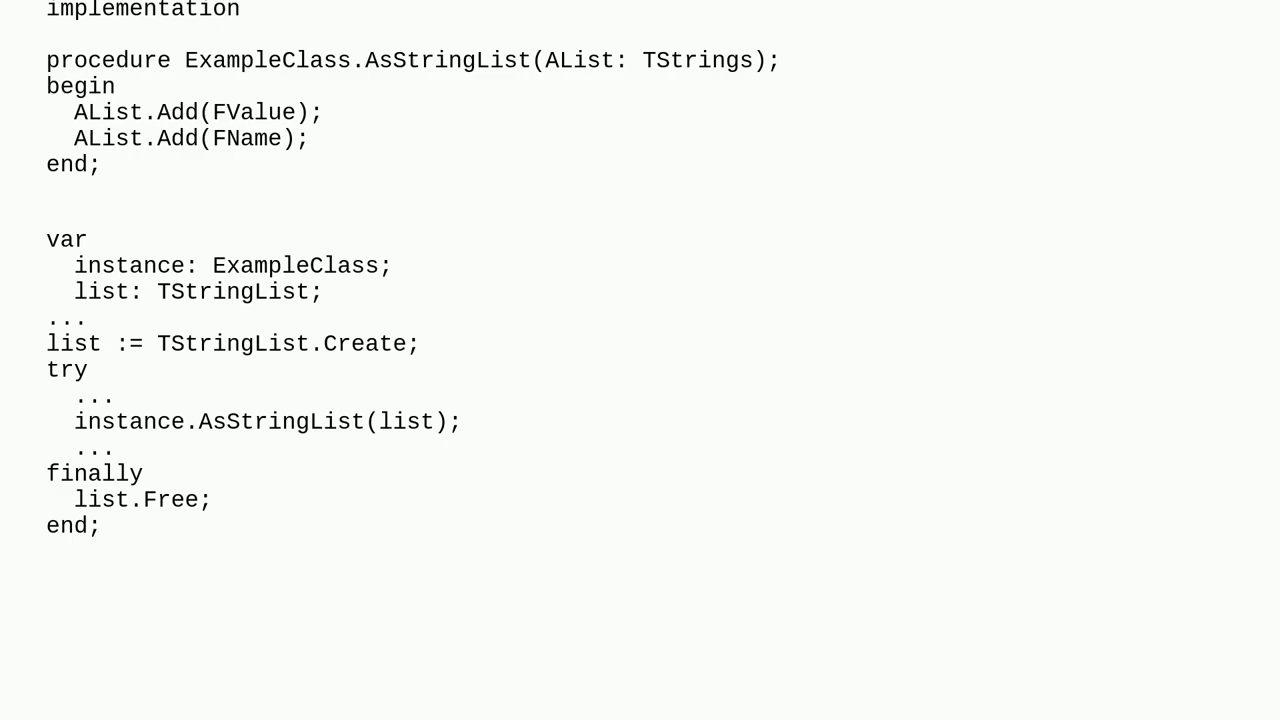 implementation
procedure ExampleClass.AsStringList(AList: TStrings);
begin
  AList.Add(FValue);
  AList.Add(FName);
end;
var
  instance: ExampleClass;
  list: TStringList;
...
list := TStringList.Create;
try
  ...
  instance.AsStringList(list);
  ...
finally
  list.Free;
end;